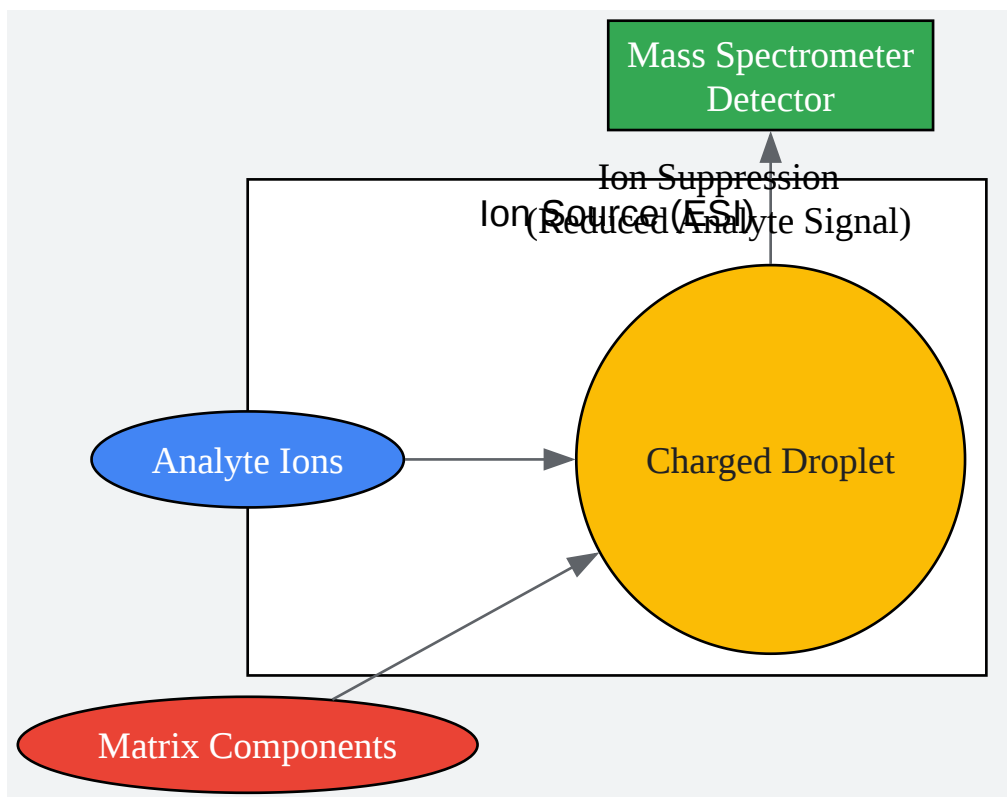 Mass Spectrometer
Detector
Ion Suppression
(Reduced Analyte Signal)
Ion Source (ESI)
Analyte Ions
Charged Droplet
Matrix Components